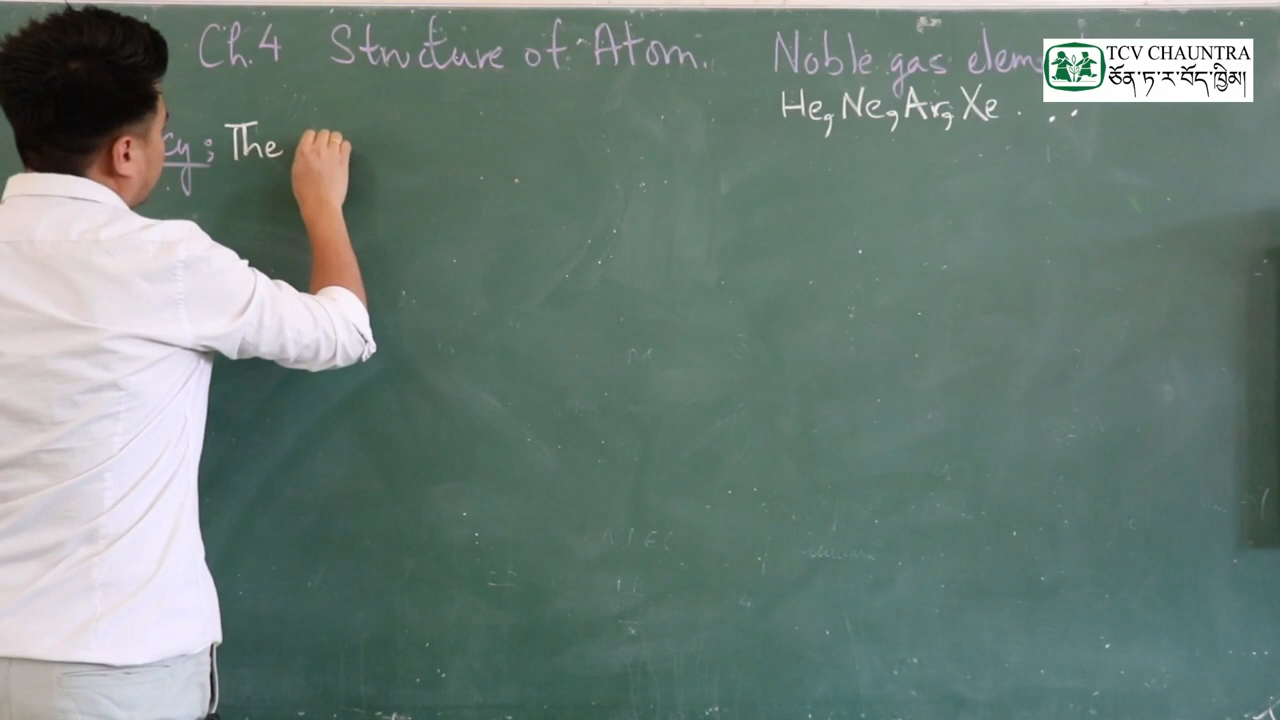 Ch.4 Structure of Atom.
Noble gas elem
He, Ne, Ar, Xe . . .
cy: The
TCV CHAUNTRA
ཅོན་ཏ་ར་བོད་ཁྱིམ།